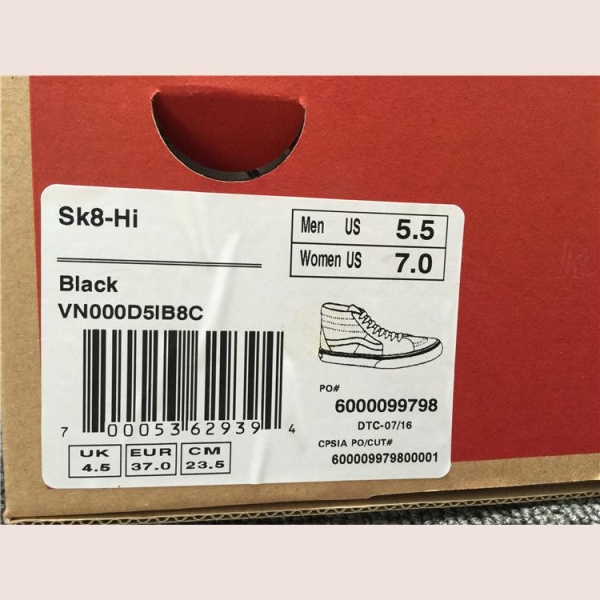 Sk8-Hi
Men US 5.5
Women US 7.0
Black
VN000D5IB8C
7 00053 62939 4
UK EUR CM
4.5 37.0 23.5
PO#
6000099798
DTC-07/16
CPSIA PO/CUT#
600009979800001